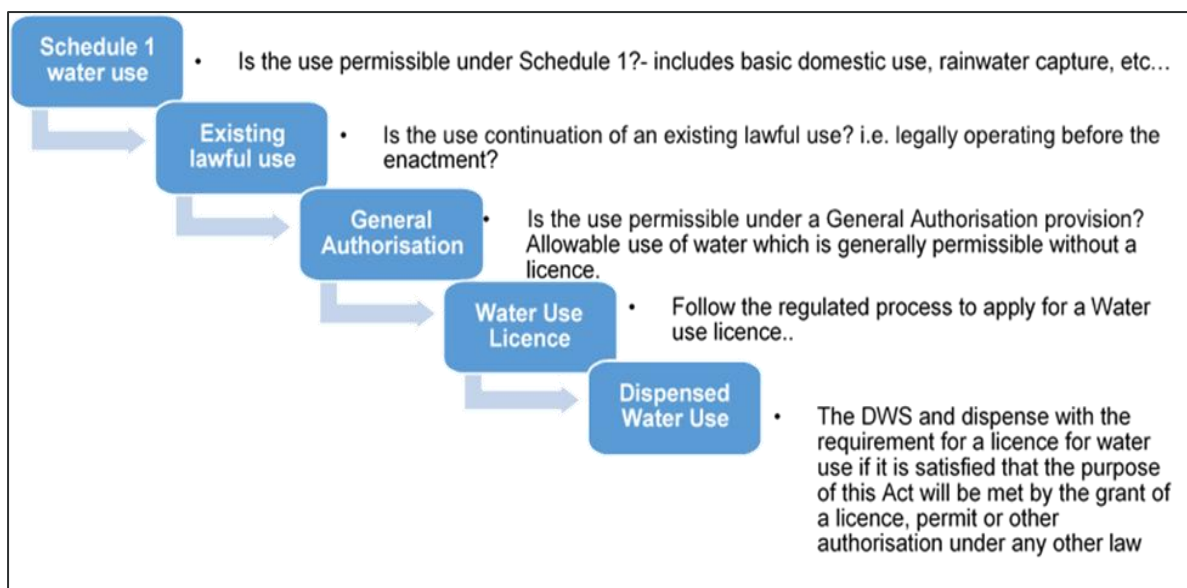 Schedule 1
water use
• Is the use permissible under Schedule 1?- includes basic domestic use, rainwater capture, etc…
Existing
lawful use
• Is the use continuation of an existing lawful use? i.e. legally operating before the
enactment?
General
Authorisation
• Is the use permissible under a General Authorisation provision?
Allowable use of water which is generally permissible without a
licence.
Water Use
Licence
• Follow the regulated process to apply for a Water
use licence..
Dispensed
Water Use
• The DWS and dispense with the
requirement for a licence for water
use if it is satisfied that the purpose
of this Act will be met by the grant of
a licence, permit or other
authorisation under any other law